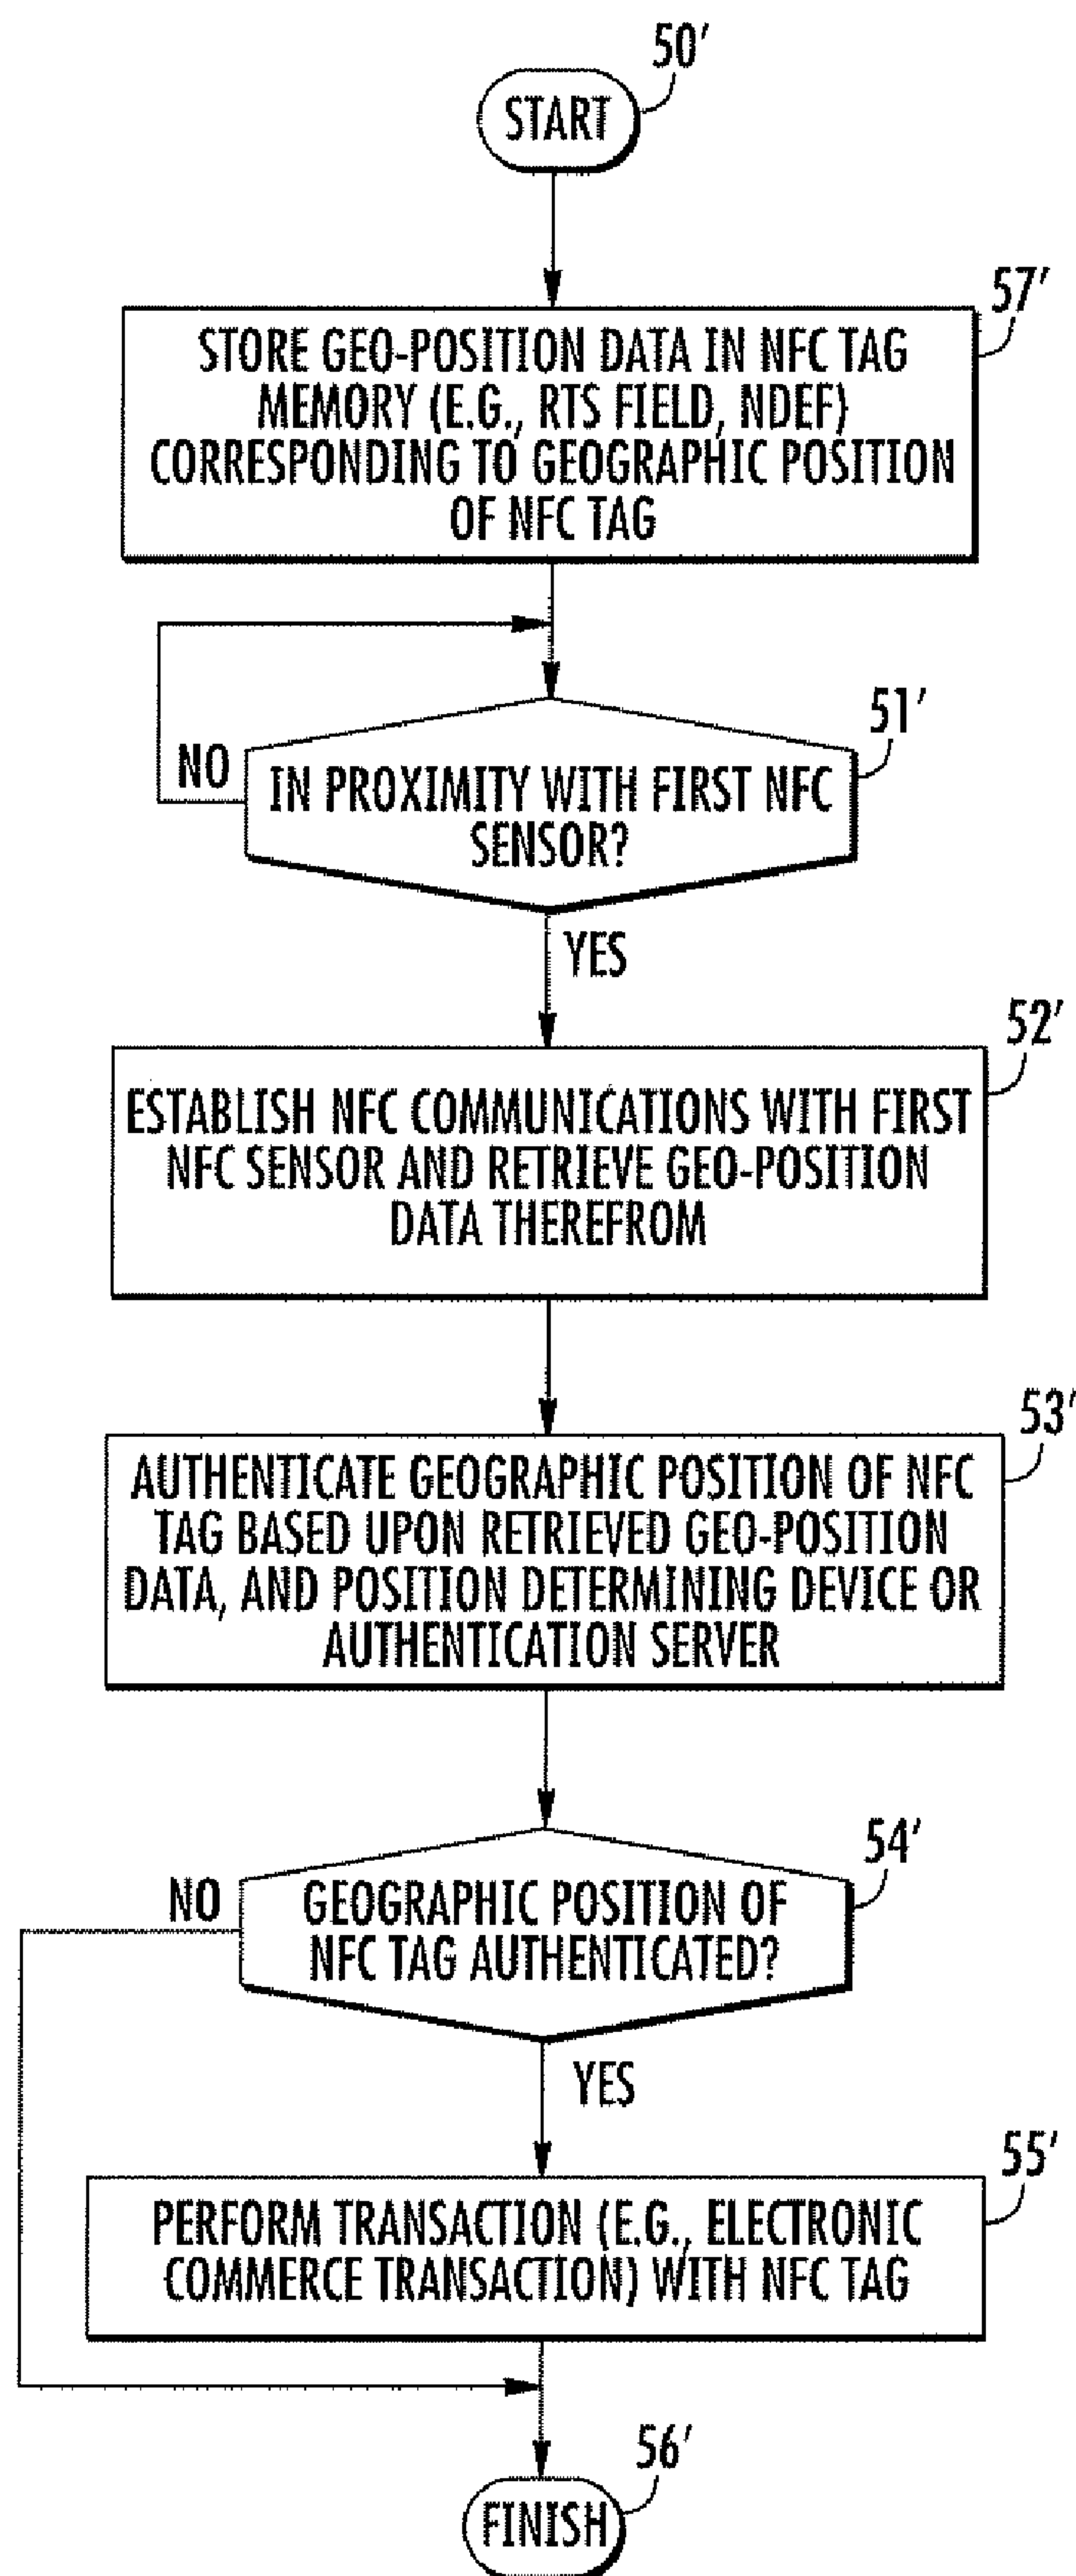 50'
START
57'
STORE GEO-POSITION DATA IN NFC TAG
MEMORY (E.G., RTS FIELD, NDEF)
CORRESPONDING TO GEOGRAPHIC POSITION
OF NFC TAG
51'
NO
IN PROXIMITY WITH FIRST NFC
SENSOR?
YES
52'
ESTABLISH NFC COMMUNICATIONS WITH FIRST
NFC SENSOR AND RETRIEVE GEO-POSITION
DATA THEREFROM
53'
AUTHENTICATE GEOGRAPHIC POSITION OF NFC
TAG BASED UPON RETRIEVED GEO-POSITION
DATA, AND POSITION DETERMINING DEVICE OR
AUTHENTICATION SERVER
54'
NO
GEOGRAPHIC POSITION OF
NFC TAG AUTHENTICATED?
YES
55'
PERFORM TRANSACTION (E.G., ELECTRONIC
COMMERCE TRANSACTION) WITH NFC TAG
56'
FINISH